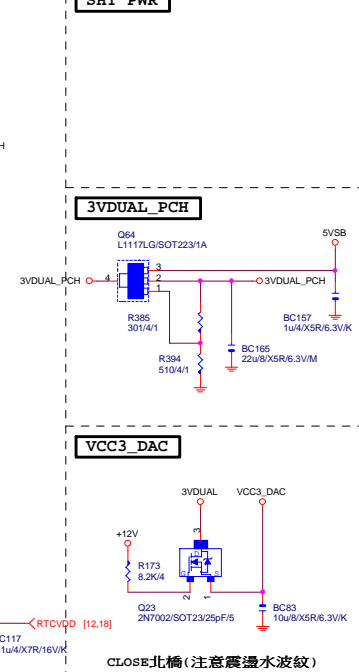 SHT PWR
H
3VDUAL_PCH
Q64
L1117LG/SOT223/1A
5VSB
3VDUAL_PCH
4
3
2
1
3VDUAL_PCH
R385
301/4/1
BC157
1u/4/X5R/6.3V/K
R394
510/4/1
BC165
22u/8/X5R/6.3V/M
VCC3_DAC
3VDUAL
VCC3_DAC
+12V
3
R173
8.2K/4
D
G
S
2
1
Q23
2N7002/SOT23/25pF/5
BC83
10u/8/X5R/6.3V/K
RTCVDD [12,18]
C117
1u/4/X7R/16V/K
CLOSE北橋(注意震盪水波紋)